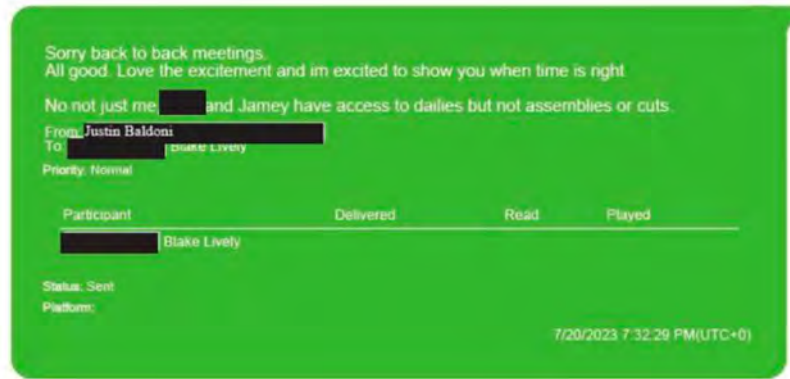 Sorry back to back meetings.
All good. Love the excitement and im excited to show you when time is right
No not just me and Jamey have access to dailies but not assemblies or cuts.
From: Justin Baldoni
To: Blake Lively
Priority: Normal
Participant Delivered Read Played
Blake Lively
Status: Sent
Platform:
7/20/2023 7:32:29 PM(UTC+0)